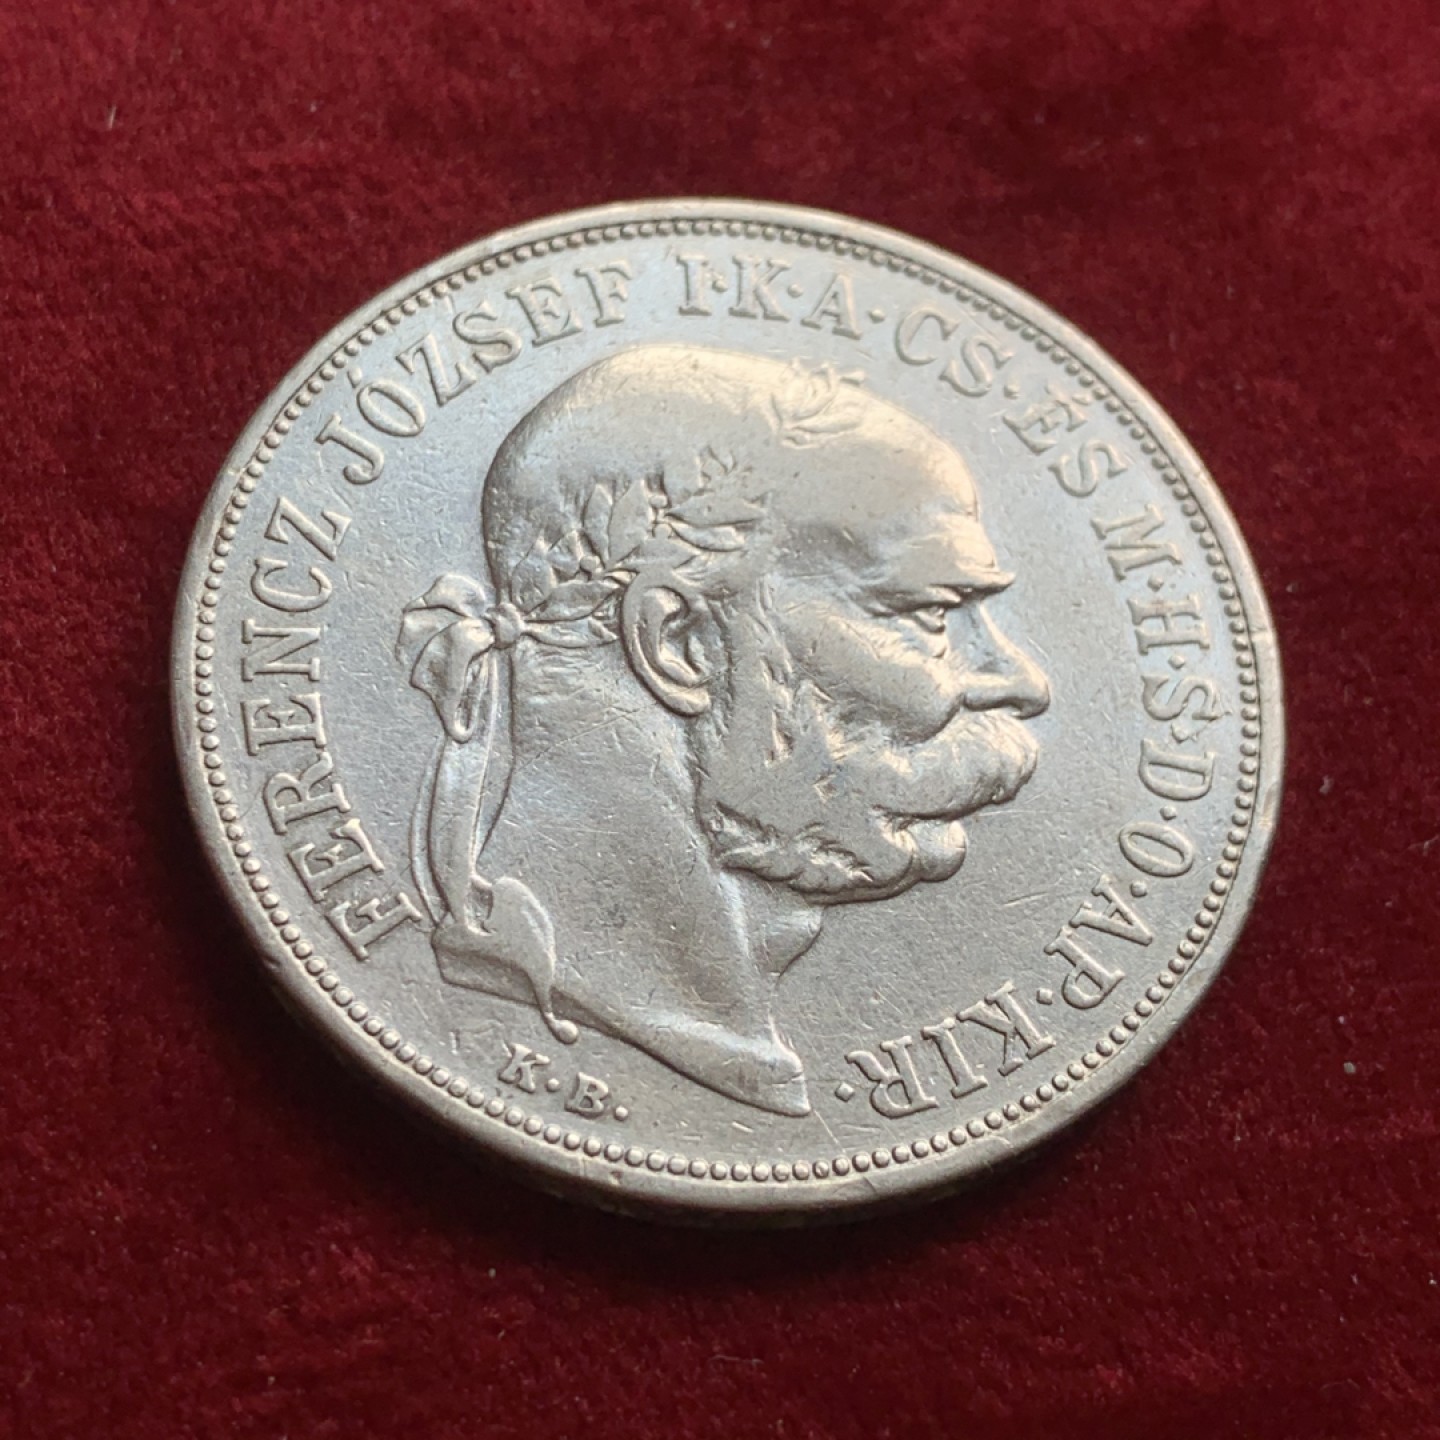 FERENCZ JÓZSEF I·K·A·CS·ÉS M·H·S·D·O·AP·KIR·
K·B·